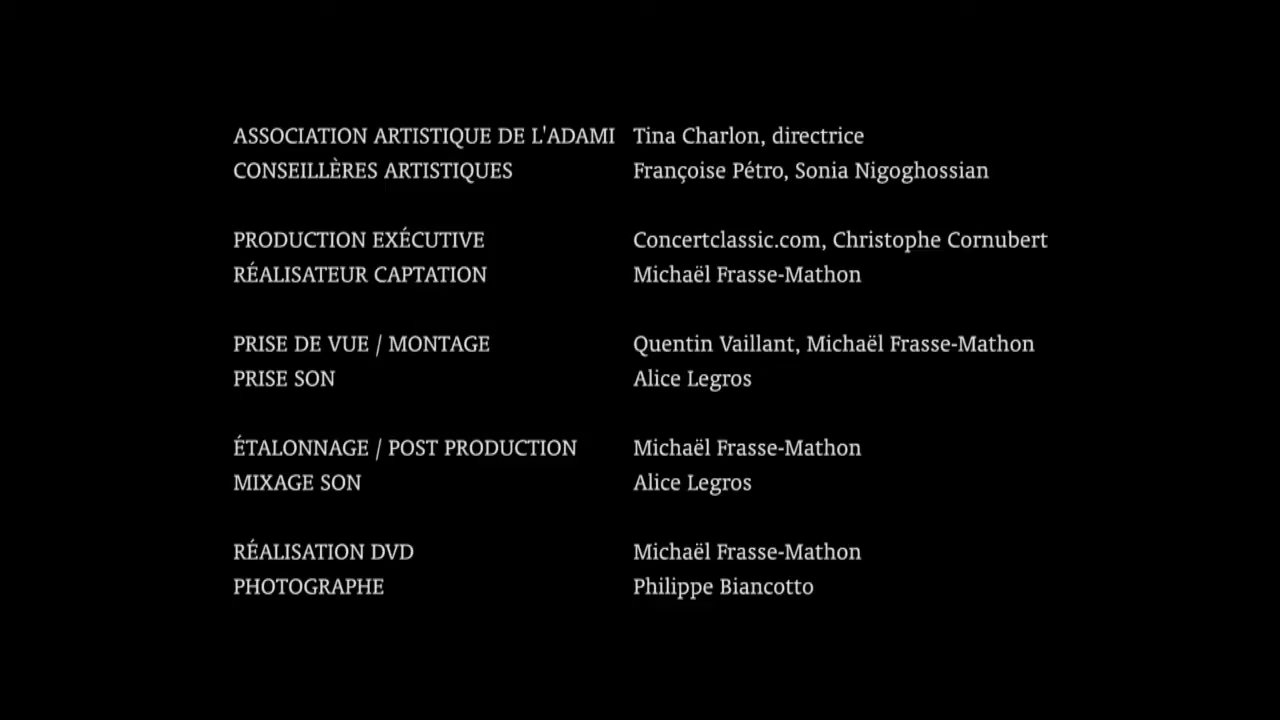 ASSOCIATION ARTISTIQUE DE L'ADAMI Tina Charlon, directrice
CONSEILLÈRES ARTISTIQUES Françoise Pétro, Sonia Nigoghossian
PRODUCTION EXÉCUTIVE Concertclassic.com, Christophe Cornubert
RÉALISATEUR CAPTATION Michaël Frasse-Mathon
PRISE DE VUE / MONTAGE Quentin Vaillant, Michaël Frasse-Mathon
PRISE SON Alice Legros
ÉTALONNAGE / POST PRODUCTION Michaël Frasse-Mathon
MIXAGE SON Alice Legros
RÉALISATION DVD Michaël Frasse-Mathon
PHOTOGRAPHE Philippe Biancotto